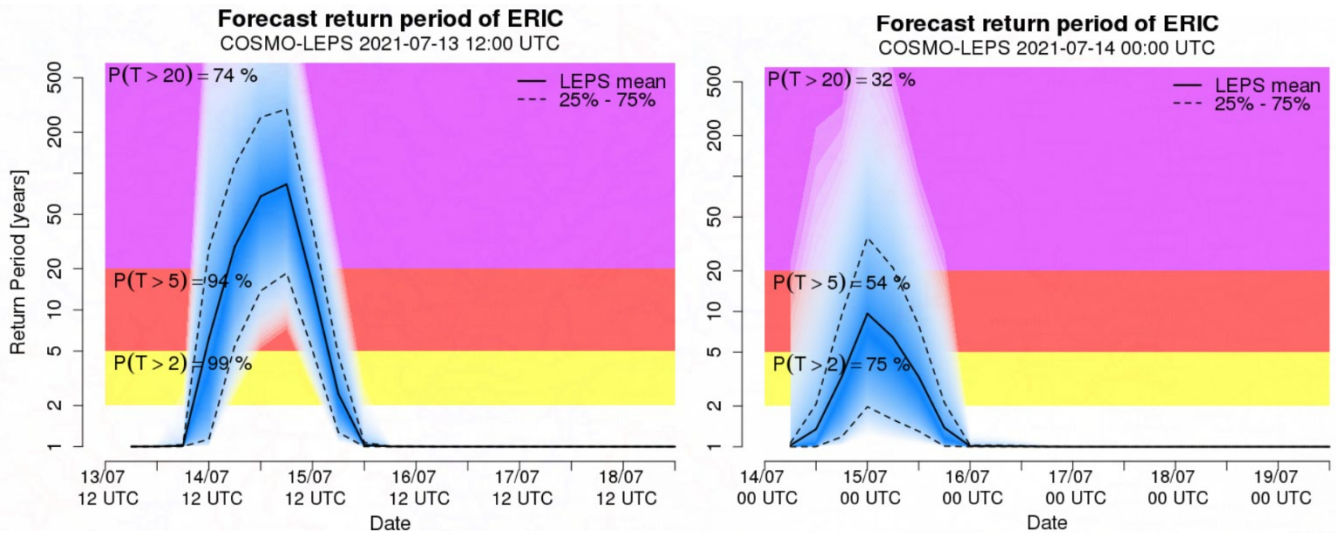 Forecast return period of ERIC
COSMO-LEPS 2021-07-13 12:00 UTC
P(T > 20) = 74 %
LEPS mean
25% - 75%
P(T > 5) = 94 %
P(T > 2) = 99 %
Return Period [years]
500
200
50
20
10
5
2
1
13/07 14/07 15/07 16/07 17/07 18/07
12 UTC 12 UTC 12 UTC 12 UTC 12 UTC 12 UTC
Date
Forecast return period of ERIC
COSMO-LEPS 2021-07-14 00:00 UTC
P(T > 20) = 32 %
LEPS mean
25% - 75%
P(T > 5) = 54 %
P(T > 2) = 75 %
500
200
50
20
10
5
2
1
14/07 15/07 16/07 17/07 18/07 19/07
00 UTC 00 UTC 00 UTC 00 UTC 00 UTC 00 UTC
Date